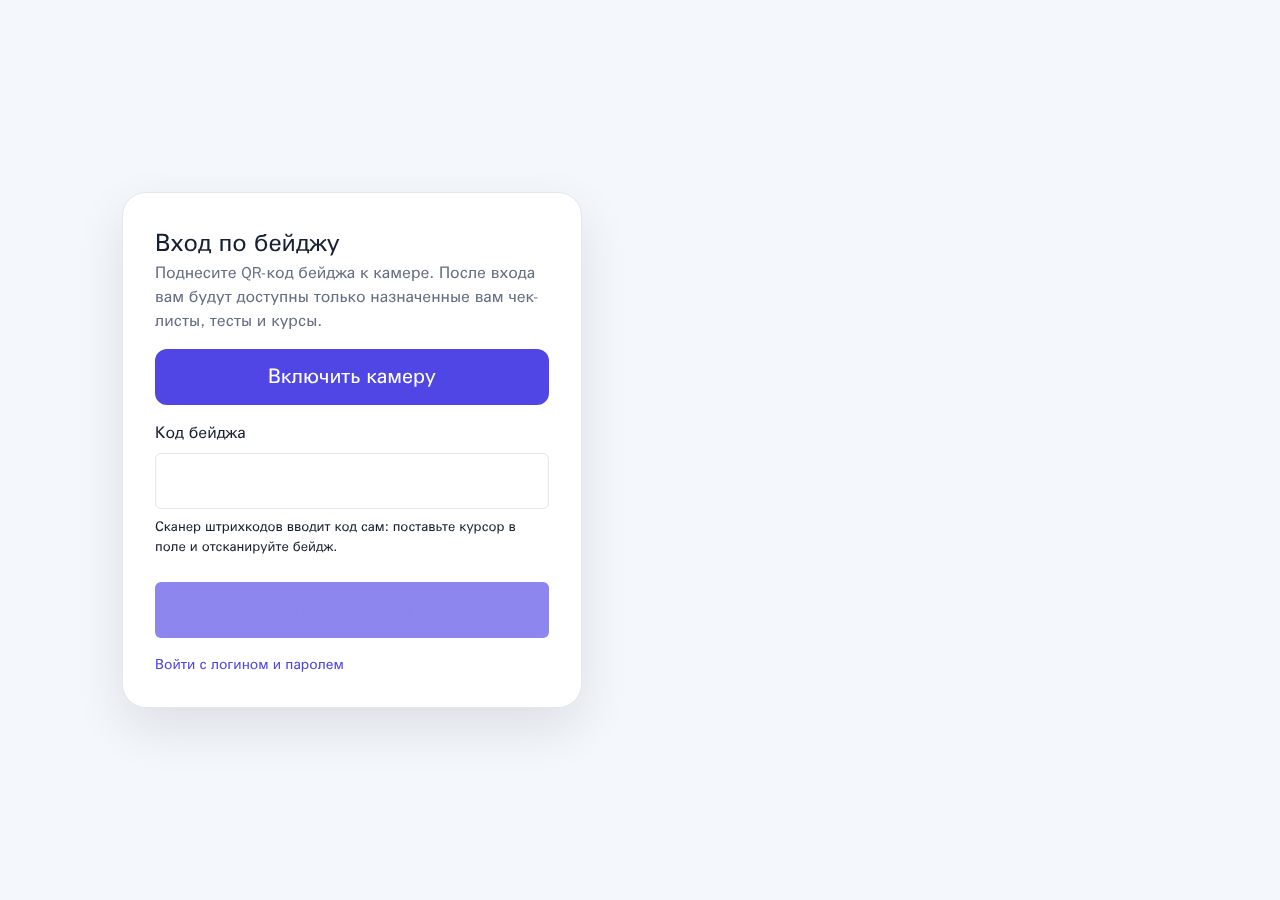 Вход по бейджу
Поднесите QR-код бейджа к камере. После входа
вам будут доступны только назначенные вам чек-
листы, тесты и курсы.
Включить камеру
Код бейджа
Сканер штрихкодов вводит код сам: поставьте курсор в
поле и отсканируйте бейдж.
Войти с логином и паролем